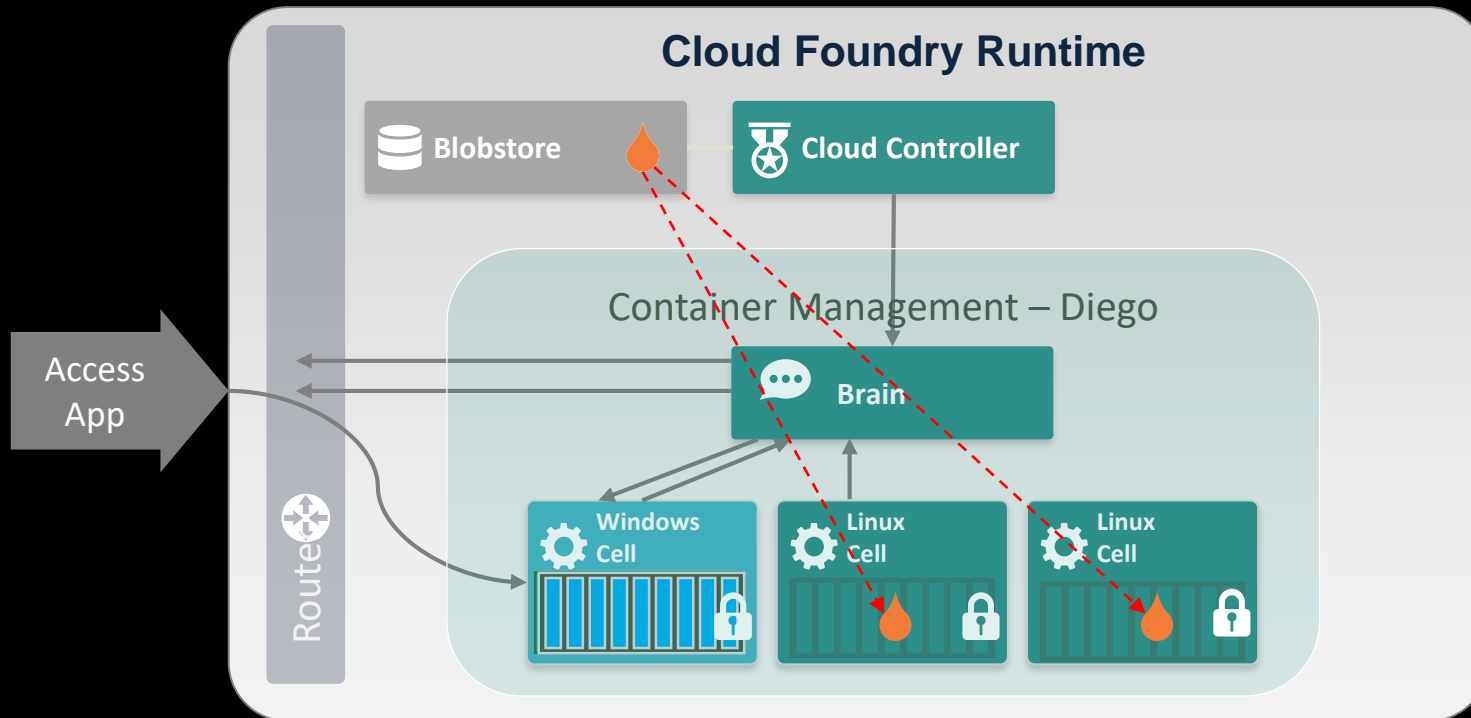 Cloud Foundry Runtime
Blobstore
Cloud Controller
Container Management – Diego
Access
App
Brain
Windows
Cell
Linux
Cell
Linux
Cell
Router